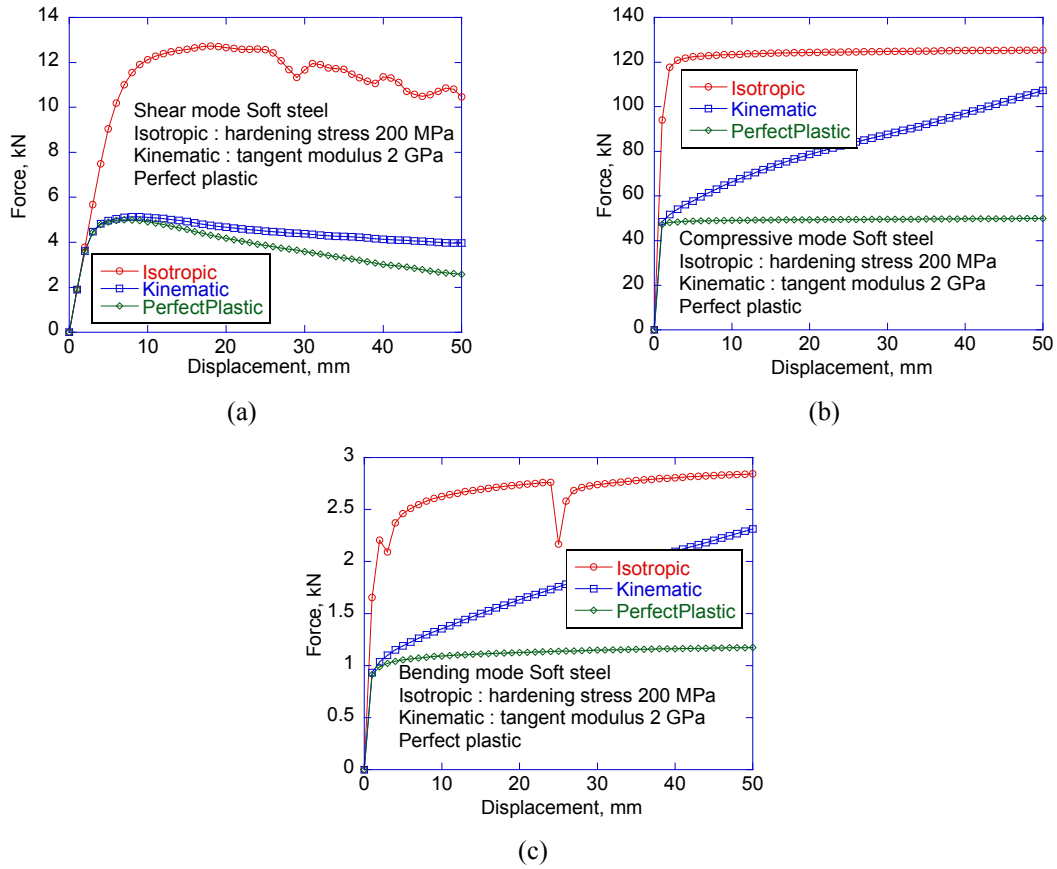 14
12
10
8
6
4
2
0
Force, kN
Shear mode Soft steel
Isotropic : hardening stress 200 MPa
Kinematic : tangent modulus 2 GPa
Perfect plastic
Isotropic
Kinematic
PerfectPlastic
0 10 20 30 40 50
Displacement, mm
(a)
140
120
100
80
60
40
20
0
Force, kN
Isotropic
Kinematic
PerfectPlastic
Compressive mode Soft steel
Isotropic : hardening stress 200 MPa
Kinematic : tangent modulus 2 GPa
Perfect plastic
0 10 20 30 40 50
Displacement, mm
(b)
3
2.5
2
1.5
1
0.5
0
Force, kN
Isotropic
Kinematic
PerfectPlastic
Bending mode Soft steel
Isotropic : hardening stress 200 MPa
Kinematic : tangent modulus 2 GPa
Perfect plastic
0 10 20 30 40 50
Displacement, mm
(c)